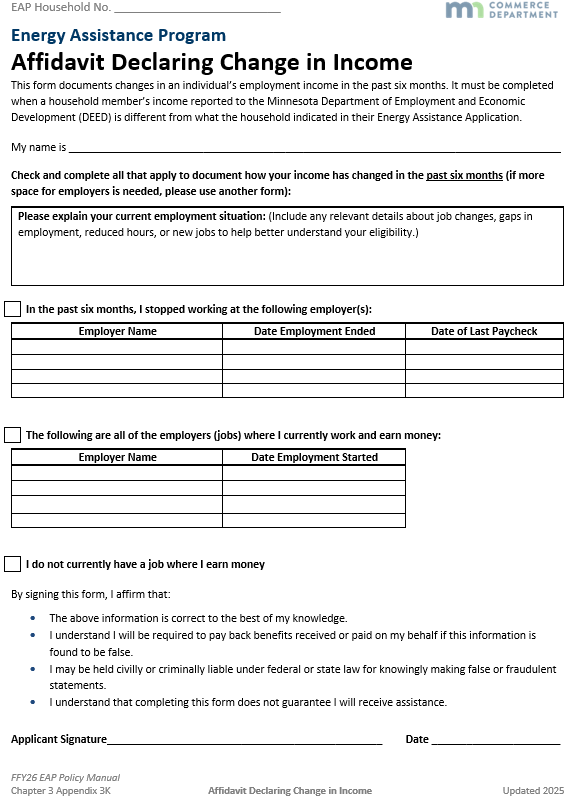 EAP Household No. ____________________________
COMMERCE
DEPARTMENT
Energy Assistance Program
Affidavit Declaring Change in Income
This form documents changes in an individual's employment income in the past six months. It must be completed
when a household member's income reported to the Minnesota Department of Employment and Economic
Development (DEED) is different from what the household indicated in their Energy Assistance Application.
My name is ____________________________
Check and complete all that apply to document how your income has changed in the past six months (if more
space for employers is needed, please use another form):
Please explain your current employment situation: (Include any relevant details about job changes, gaps in
employment, reduced hours, or new jobs to help better understand your eligibility.)
In the past six months, I stopped working at the following employer(s):
Employer Name Date Employment Ended Date of Last Paycheck
The following are all of the employers (jobs) where I currently work and earn money:
Employer Name Date Employment Started
I do not currently have a job where I earn money
By signing this form, I affirm that:
• The above information is correct to the best of my knowledge.
• I understand I will be required to pay back benefits received or paid on my behalf if this information is
found to be false.
• I may be held civilly or criminally liable under federal or state law for knowingly making false or fraudulent
statements.
• I understand that completing this form does not guarantee I will receive assistance.
Applicant Signature____________________________ Date ____________________
FFY26 EAP Policy Manual
Chapter 3 Appendix 3K Affidavit Declaring Change in Income Updated 2025